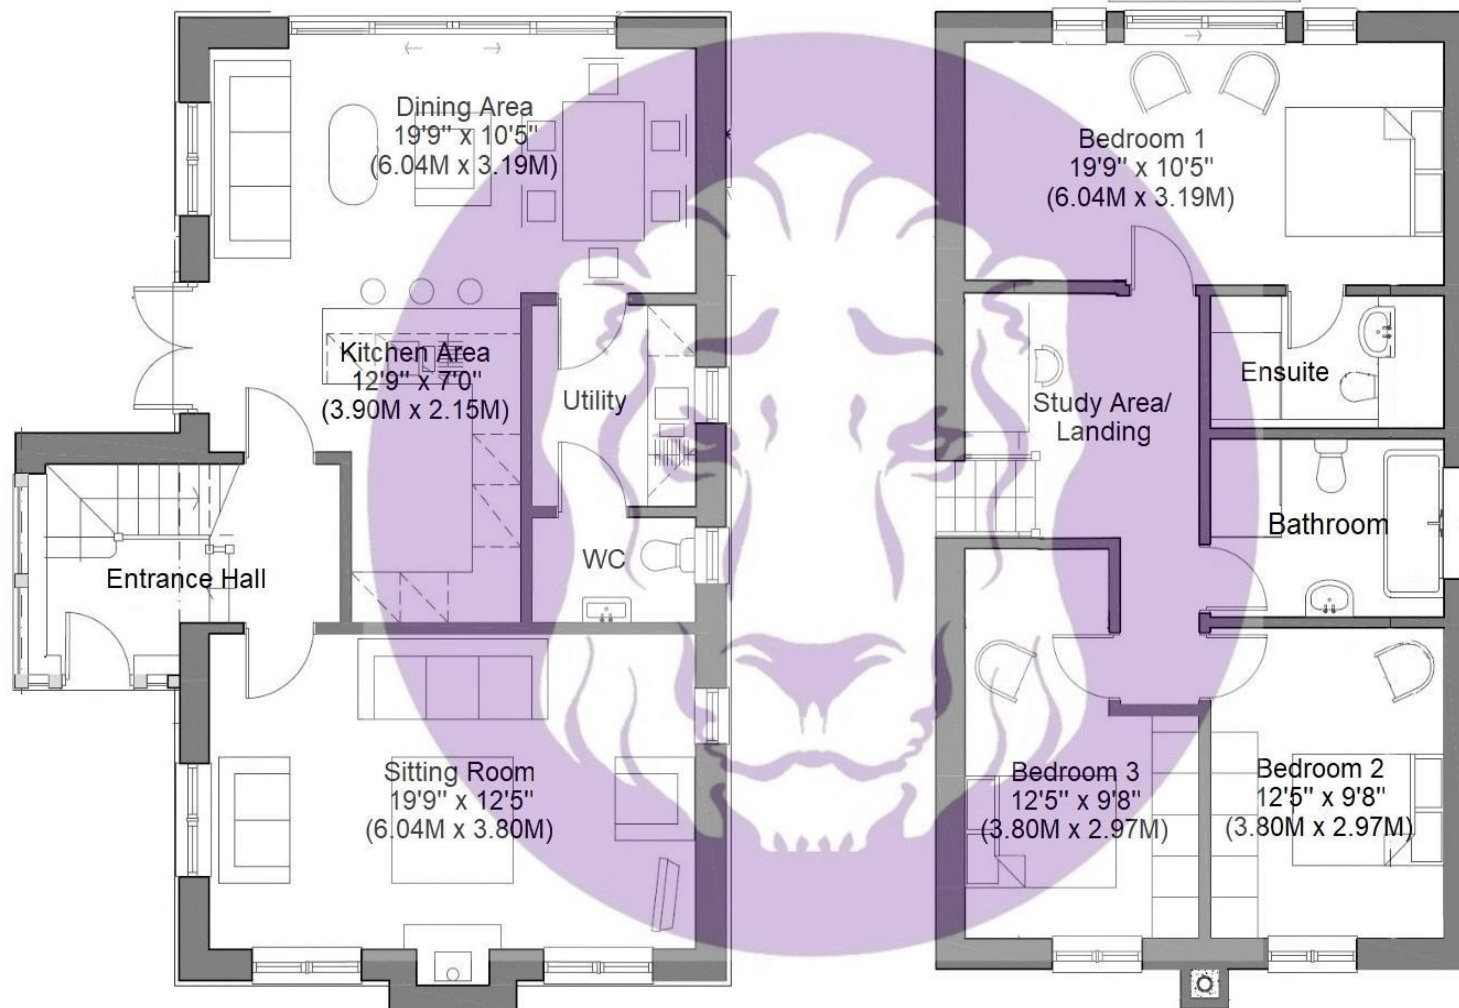 Dining Area
19'9" x 10'5"
(6.04M x 3.19M)
Kitchen Area
12'9" x 7'0"
(3.90M x 2.15M)
Utility
WC
Entrance Hall
Sitting Room
19'9" x 12'5"
(6.04M x 3.80M)
Bedroom 1
19'9" x 10'5"
(6.04M x 3.19M)
Ensuite
Study Area/
Landing
Bathroom
Bedroom 3
12'5" x 9'8"
(3.80M x 2.97M)
Bedroom 2
12'5" x 9'8"
(3.80M x 2.97M)